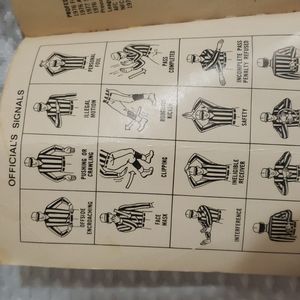 OFFICIAL'S SIGNALS
OFFSIDE
ENCROACHING
PUSHING OR
CRAWLING
ILLEGAL
MOTION
PERSONAL
FOUL
FACE
MASK
CLIPPING
PASS
COMPLETED
INTERFERENCE
INELIGIBLE
RECEIVER
SAFETY
INCOMPLETE PASS
PENALTY REFUSED